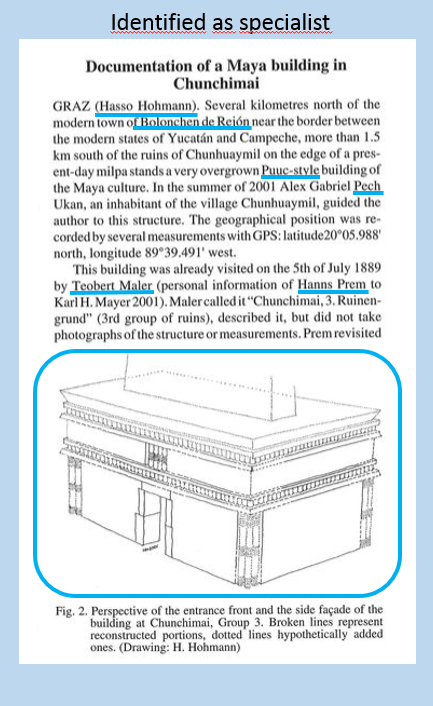 Identified as specialist
Documentation of a Maya building in
Chunchimai
GRAZ (Hasso Hohmann). Several kilometres north of the
modern town of Bolonchen de Rejón near the border between
the modern states of Yucatán and Campeche, more than 1.5
km south of the ruins of Chunhuaymil on the edge of a pres-
ent-day milpa stands a very overgrown Puuc-style building of
the Maya culture. In the summer of 2001 Alex Gabriel Pech
Ukan, an inhabitant of the village Chunhuaymil, guided the
author to this structure. The geographical position was re-
corded by several measurements with GPS: latitude20°05.988'
north, longitude 89°39.491' west.
This building was already visited on the 5th of July 1889
by Teobert Maler (personal information of Hanns Prem to
Karl H. Mayer 2001). Maler called it “Chunchimai, 3. Ruinen-
grund” (3rd group of ruins), described it, but did not take
photographs of the structure or measurements. Prem revisited
Fig. 2. Perspective of the entrance front and the side façade of the
building at Chunchimai, Group 3. Broken lines represent
reconstructed portions, dotted lines hypothetically added
ones. (Drawing: H. Hohmann)